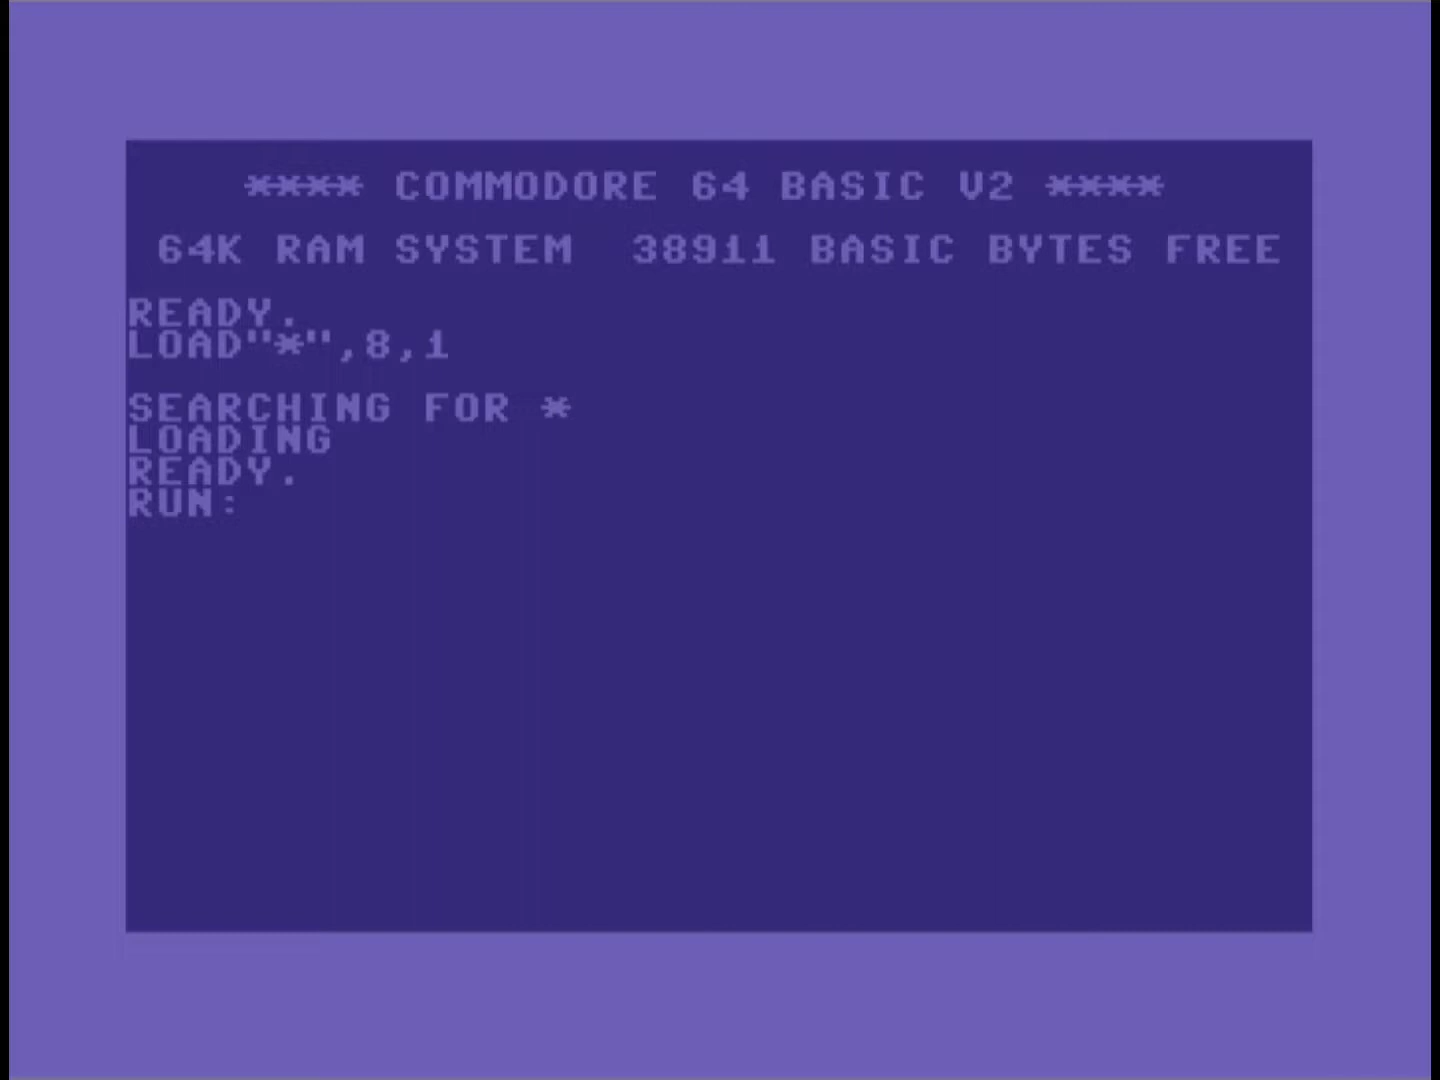 **** COMMODORE 64 BASIC V2 ****
64K RAM SYSTEM  38911 BASIC BYTES FREE
READY.
LOAD"*",8,1
SEARCHING FOR *
LOADING
READY.
RUN: